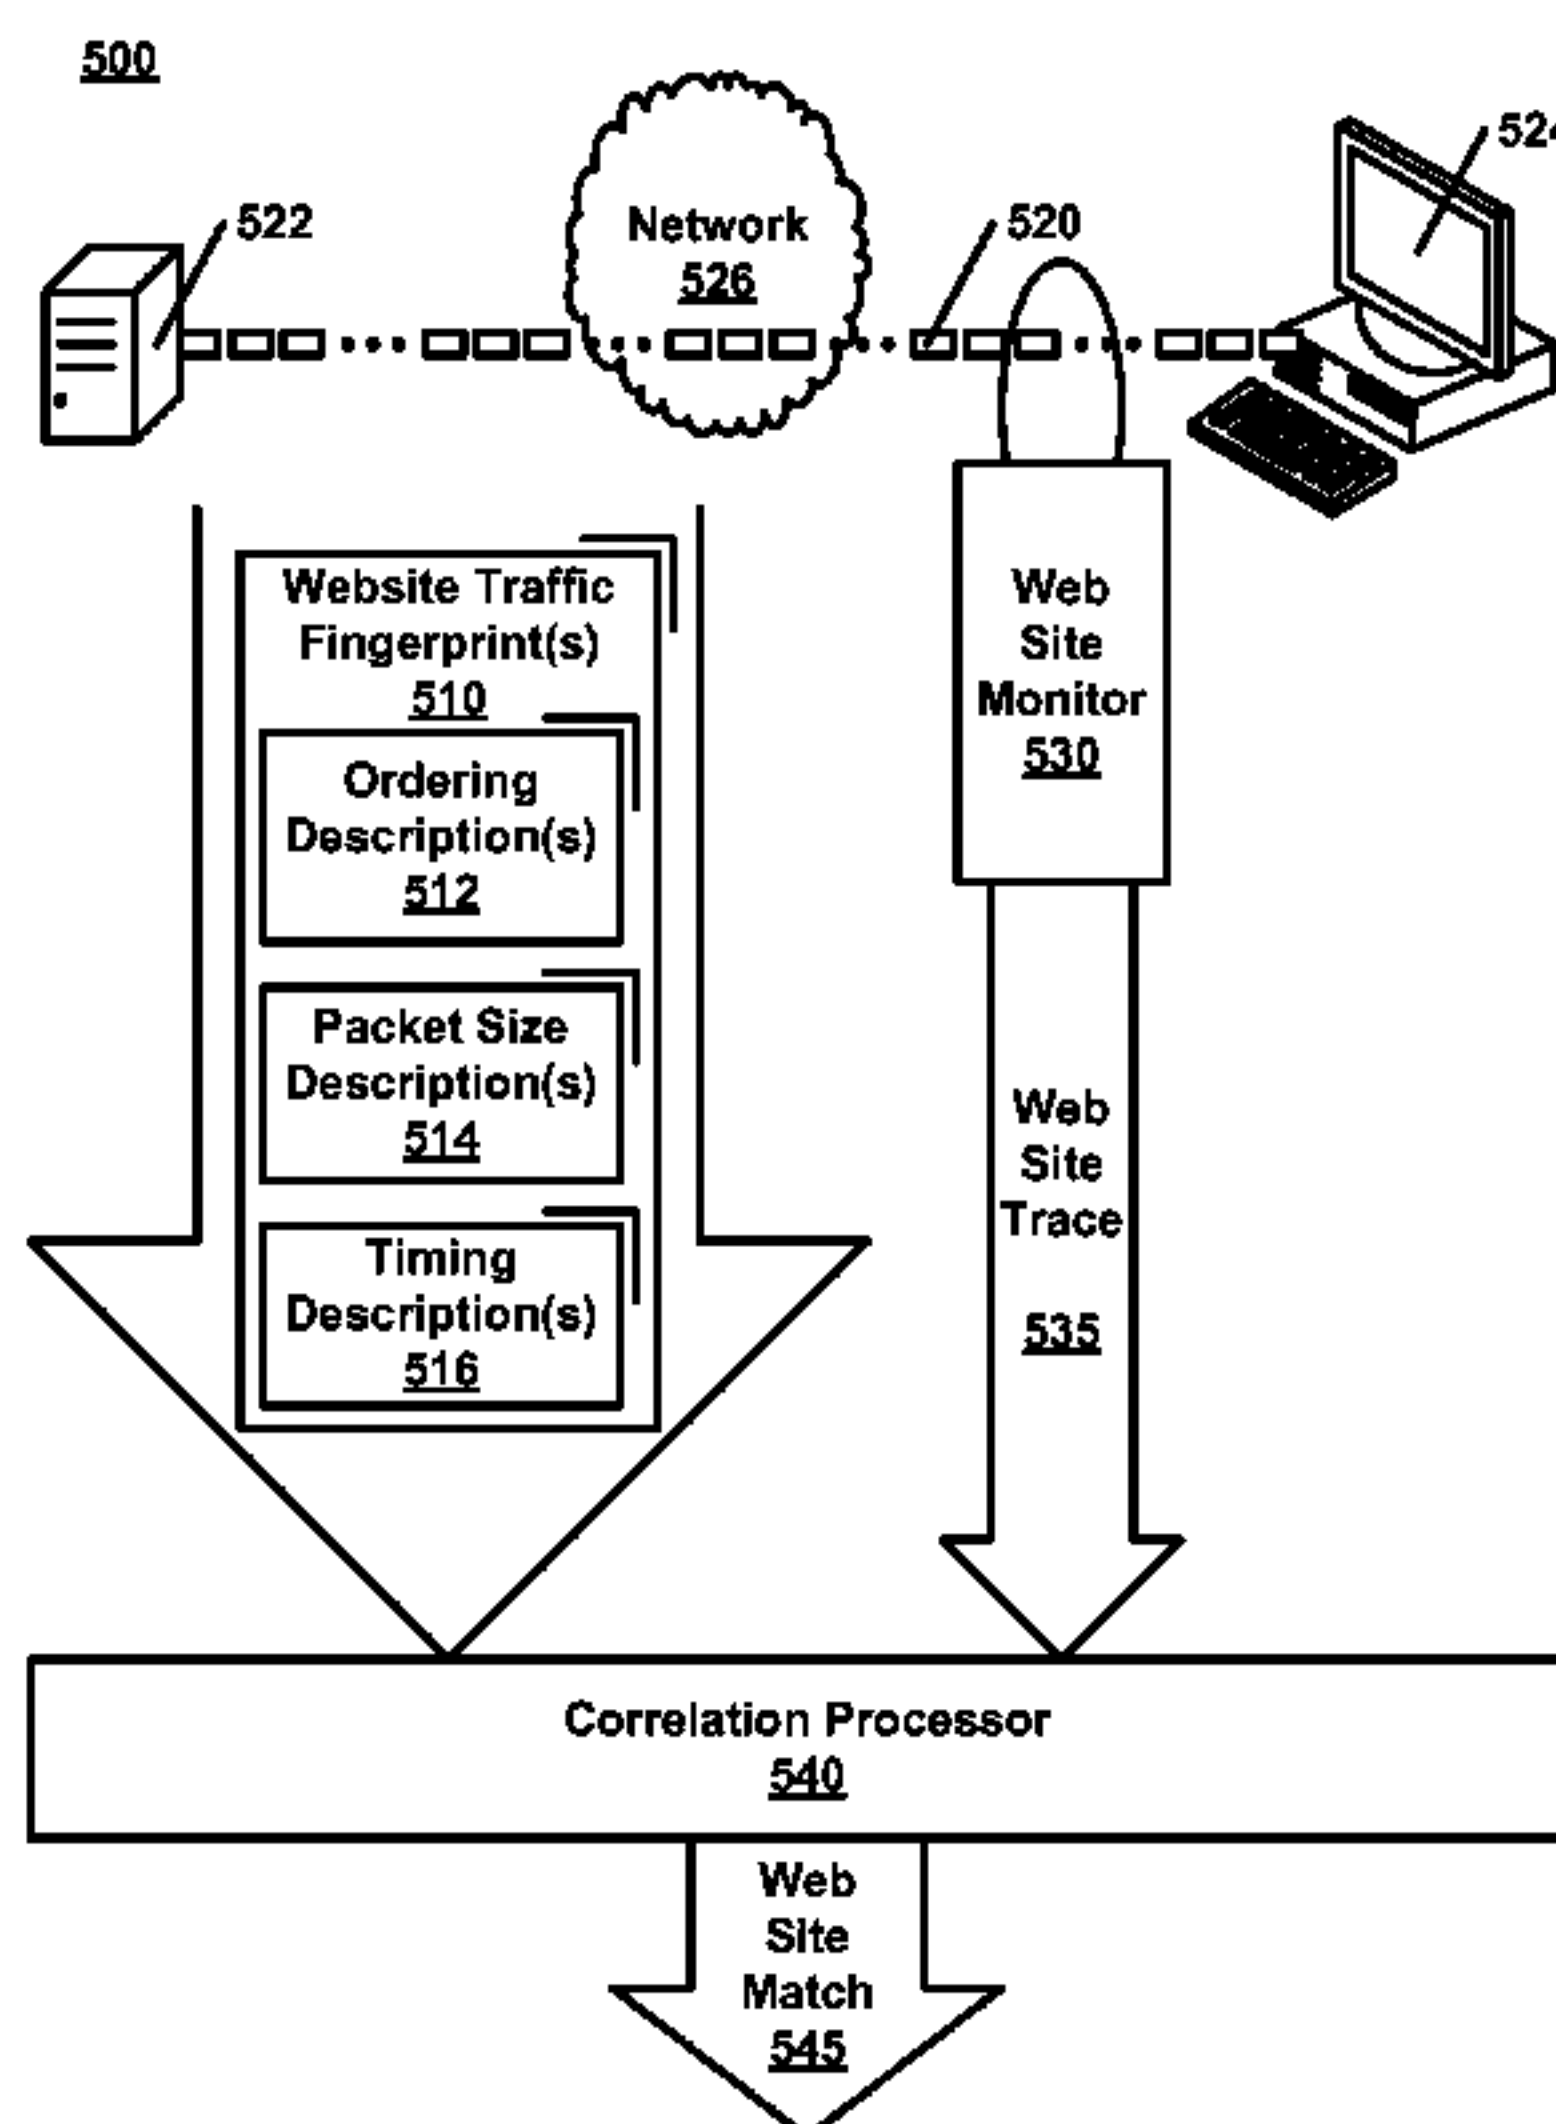 500
522
Network
526
520
524
Website Traffic
Fingerprint(s)
510
Ordering
Description(s)
512
Packet Size
Description(s)
514
Timing
Description(s)
516
Web
Site
Monitor
530
Web
Site
Trace
535
Correlation Processor
540
Web
Site
Match
545